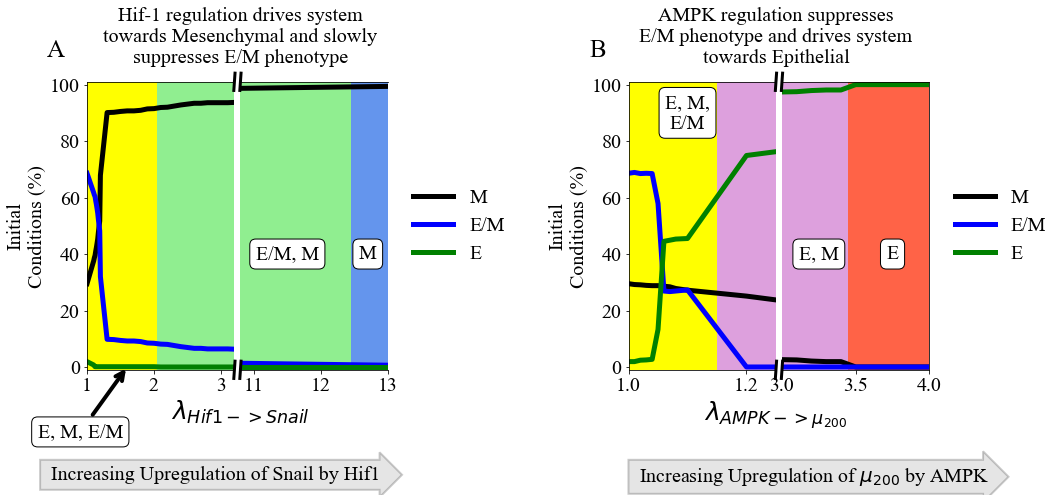 A
Hif-1 regulation drives system
towards Mesenchymal and slowly
suppresses E/M phenotype
Initial
Conditions (%)
100
80
60
40
20
0
1
2
3
11
12
13
E/M, M
M
E, M, E/M
M
E/M
E
λHif1−>Snail
Increasing Upregulation of Snail by Hif1
B
AMPK regulation suppresses
E/M phenotype and drives system
towards Epithelial
Initial
Conditions (%)
100
80
60
40
20
0
1.0
1.2
3.0
3.5
4.0
E, M,
E/M
E, M
E
M
E/M
E
λAMPK−>μ200
Increasing Upregulation of μ200 by AMPK